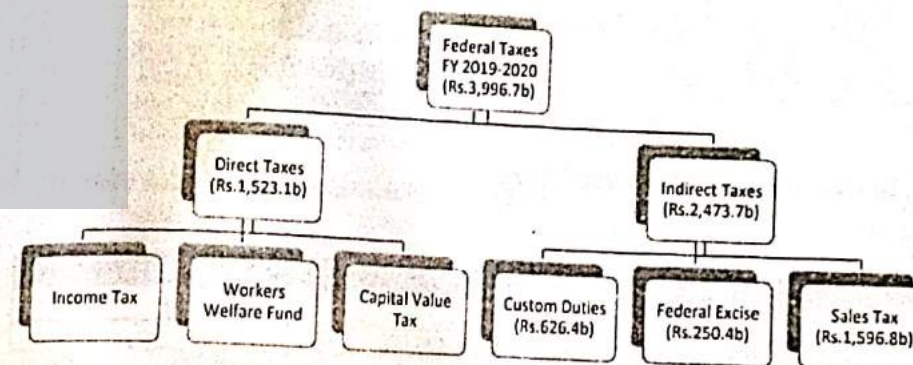 Federal Taxes
FY 2019-2020
(Rs.3,996.7b)
Direct Taxes
(Rs.1,523.1b)
Indirect Taxes
(Rs.2,473.7b)
Income Tax
Workers
Welfare Fund
Capital Value
Tax
Custom Duties
(Rs.626.4b)
Federal Excise
(Rs.250.4b)
Sales Tax
(Rs.1,596.8b)